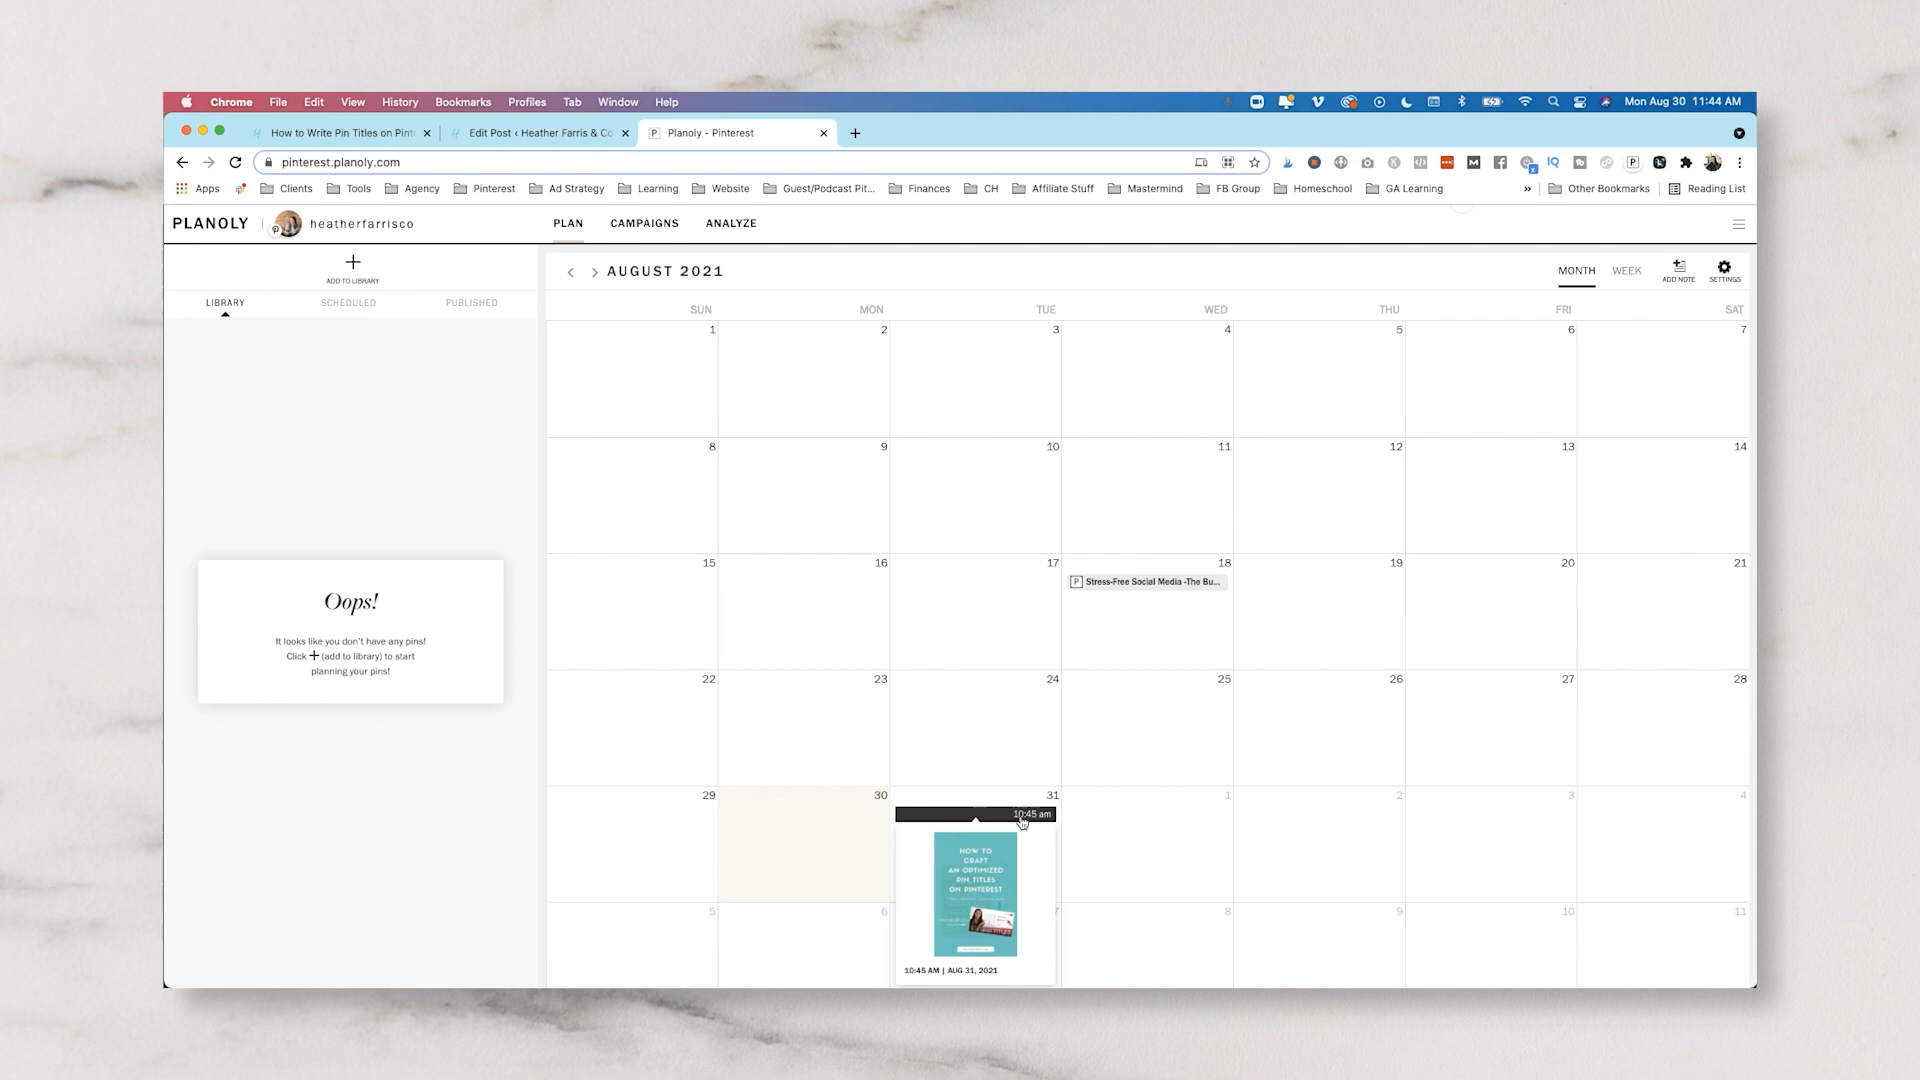 Chrome File Edit View History Bookmarks Profiles Tab Window Help
Mon Aug 30 11:44 AM
How to Write Pin Titles on Pint
Edit Post ‹ Heather Farris & Co
Planoly - Pinterest
pinterest.planoly.com
Apps Clients Tools Agency Pinterest Ad Strategy Learning Website Guest/Podcast Pit... Finances CH Affiliate Stuff Mastermind FB Group Homeschool GA Learning » Other Bookmarks Reading List
PLANOLY heatherfarrisco PLAN CAMPAIGNS ANALYZE
ADD TO LIBRARY
LIBRARY SCHEDULED PUBLISHED
Oops!
It looks like you don't have any pins!
Click + (add to library) to start
planning your pins!
AUGUST 2021
MONTH WEEK ADD NOTE SETTINGS
SUN MON TUE WED THU FRI SAT
1 2 3 4 5 6 7
8 9 10 11 12 13 14
15 16 17 18 19 20 21
Stress-Free Social Media -The Bu...
22 23 24 25 26 27 28
29 30 31 1 2 3 4
10:45 am
HOW TO
CRAFT
AN OPTIMIZED
PIN TITLES
ON PINTEREST
10:45 AM | AUG 31, 2021
5 6 7 8 9 10 11